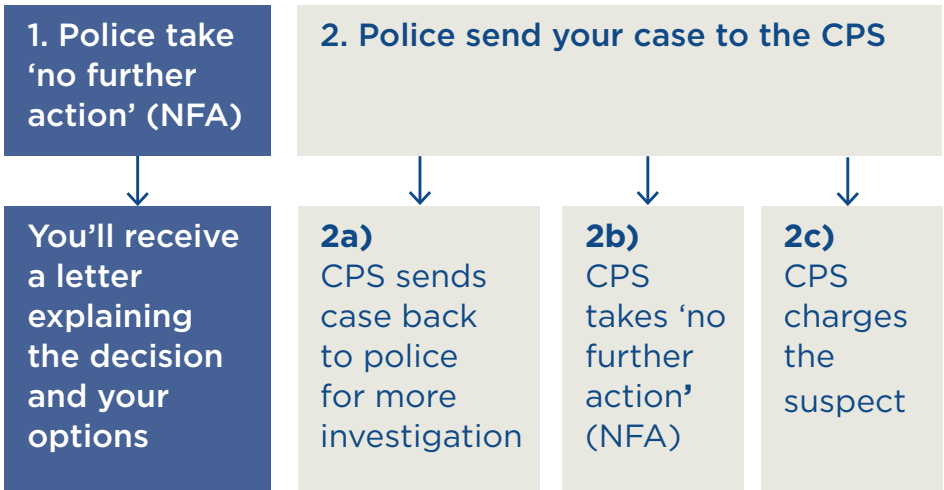 1. Police take
‘no further
action’ (NFA)
2. Police send your case to the CPS
You’ll receive
a letter
explaining
the decision
and your
options
2a)
CPS sends
case back
to police
for more
investigation
2b)
CPS
takes ‘no
further
action’
(NFA)
2c)
CPS
charges
the
suspect